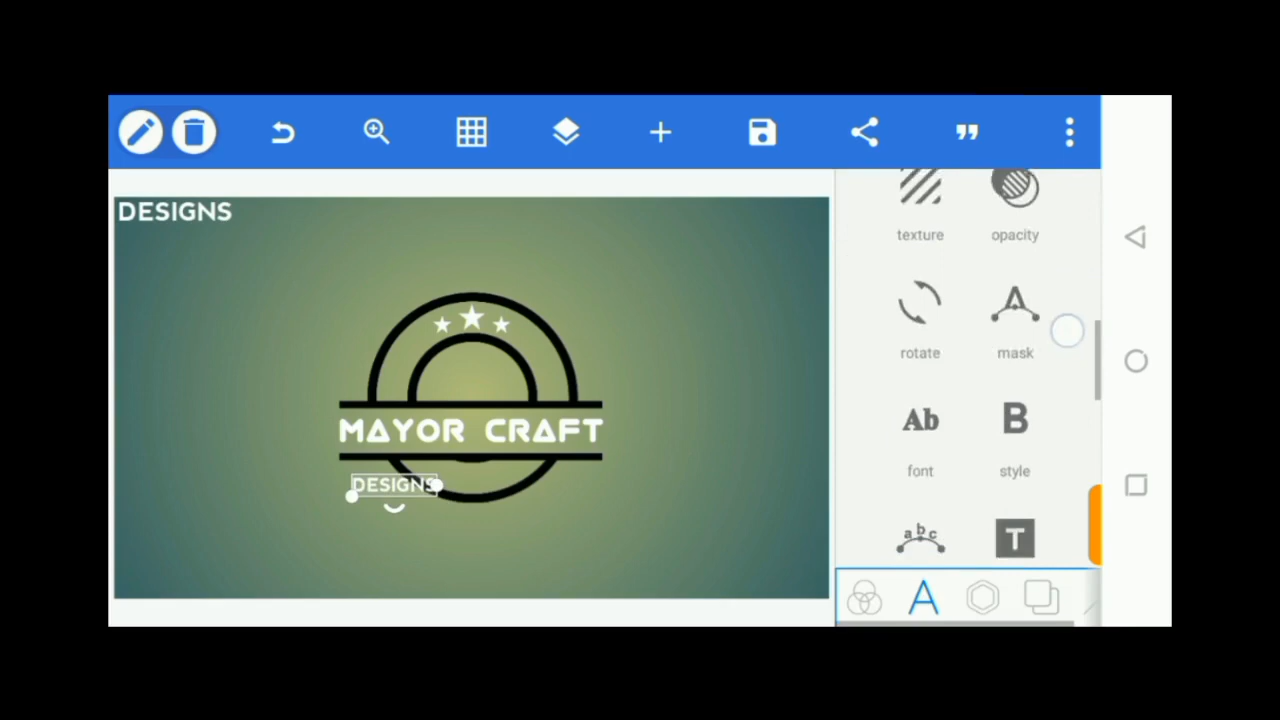 DESIGNS
texture opacity
rotate mask
MAYOR CRAFT
Ab B
font style
DESIGNS
abc T
A